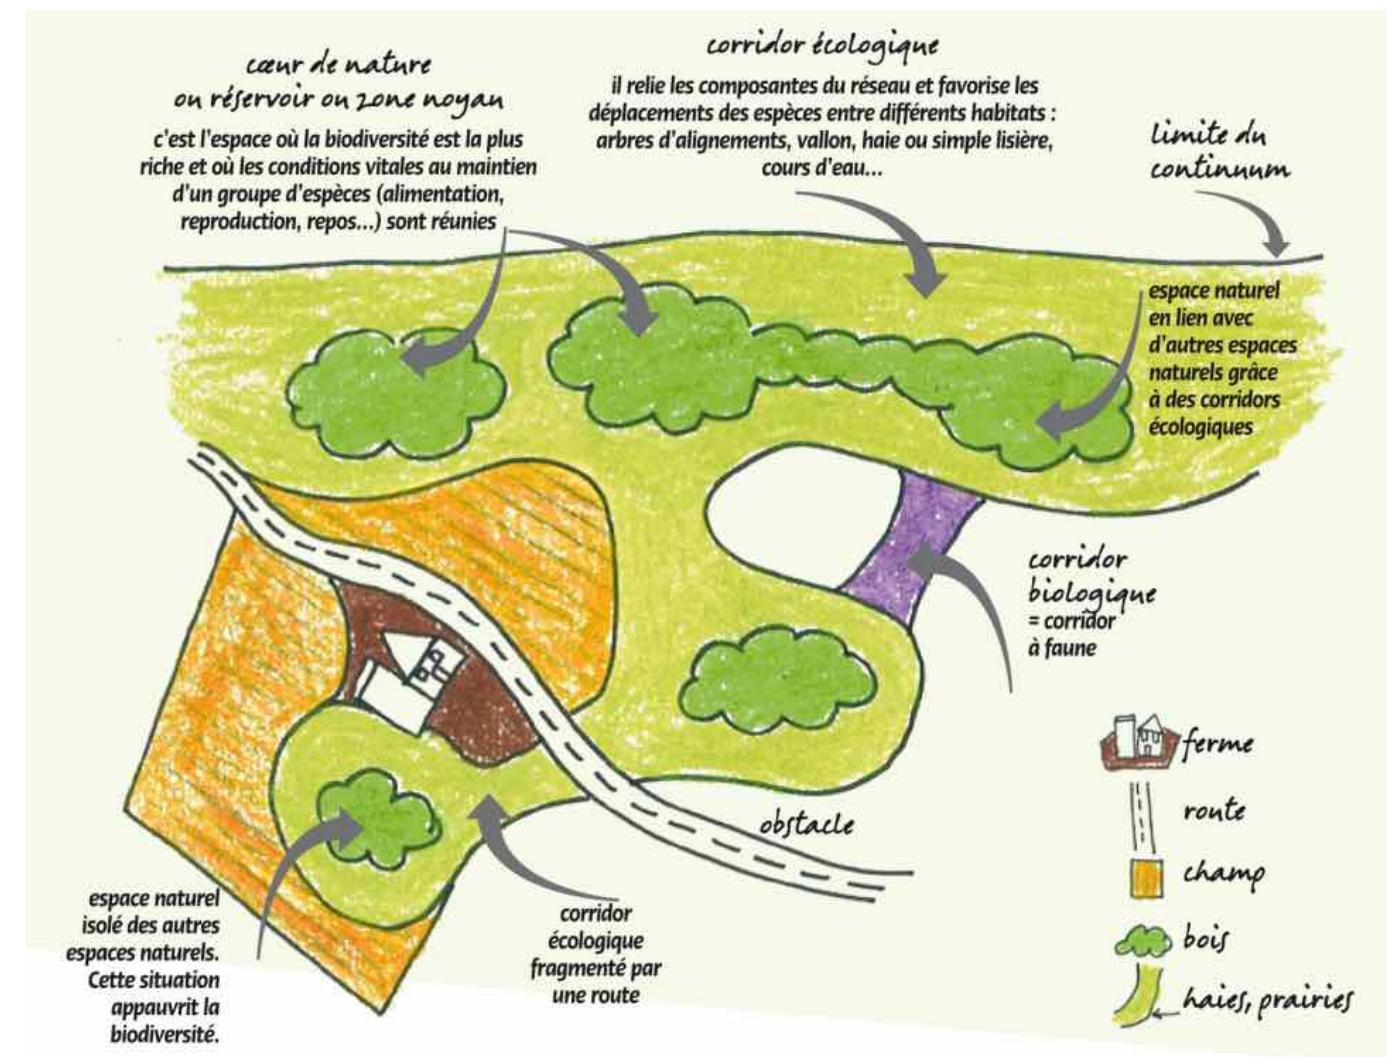 cœur de nature
ou réservoir ou zone noyau
c'est l'espace où la biodiversité est la plus
riche et où les conditions vitales au maintien
d'un groupe d'espèces (alimentation,
reproduction, repos...) sont réunies
corridor écologique
il relie les composantes du réseau et favorise les
déplacements des espèces entre différents habitats :
arbres d'alignements, vallon, haie ou simple lisière,
cours d'eau...
limite du
continuum
espace naturel
en lien avec
d'autres espaces
naturels grâce
à des corridors
écologiques
corridor
biologique
= corridor
à faune
obstacle
espace naturel
isolé des autres
espaces naturels.
Cette situation
appauvrit la
biodiversité.
corridor
écologique
fragmenté par
une route
ferme
route
champ
bois
haies, prairies